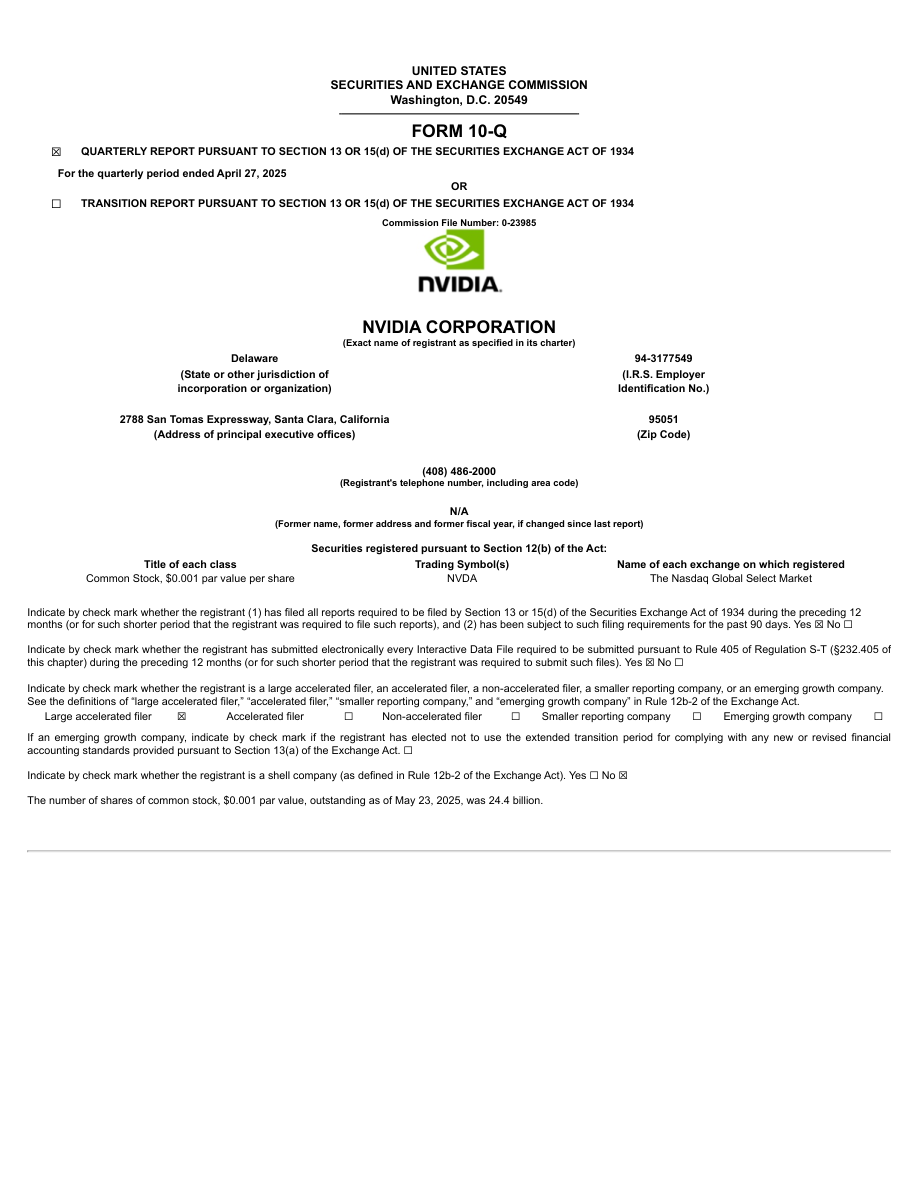 UNITED STATES
SECURITIES AND EXCHANGE COMMISSION
Washington, D.C. 20549
FORM 10-Q
☒ QUARTERLY REPORT PURSUANT TO SECTION 13 OR 15(d) OF THE SECURITIES EXCHANGE ACT OF 1934
For the quarterly period ended April 27, 2025
OR
☐ TRANSITION REPORT PURSUANT TO SECTION 13 OR 15(d) OF THE SECURITIES EXCHANGE ACT OF 1934
Commission File Number: 0-23985
NVIDIA.
NVIDIA CORPORATION
(Exact name of registrant as specified in its charter)
Delaware 94-3177549
(State or other jurisdiction of (I.R.S. Employer
incorporation or organization) Identification No.)
2788 San Tomas Expressway, Santa Clara, California 95051
(Address of principal executive offices) (Zip Code)
(408) 486-2000
(Registrant's telephone number, including area code)
N/A
(Former name, former address and former fiscal year, if changed since last report)
Securities registered pursuant to Section 12(b) of the Act:
Title of each class Trading Symbol(s) Name of each exchange on which registered
Common Stock, $0.001 par value per share NVDA The Nasdaq Global Select Market
Indicate by check mark whether the registrant (1) has filed all reports required to be filed by Section 13 or 15(d) of the Securities Exchange Act of 1934 during the preceding 12
months (or for such shorter period that the registrant was required to file such reports), and (2) has been subject to such filing requirements for the past 90 days. Yes ☒ No ☐
Indicate by check mark whether the registrant has submitted electronically every Interactive Data File required to be submitted pursuant to Rule 405 of Regulation S-T (§232.405 of
this chapter) during the preceding 12 months (or for such shorter period that the registrant was required to submit such files). Yes ☒ No ☐
Indicate by check mark whether the registrant is a large accelerated filer, an accelerated filer, a non-accelerated filer, a smaller reporting company, or an emerging growth company.
See the definitions of “large accelerated filer,” “accelerated filer,” “smaller reporting company,” and “emerging growth company” in Rule 12b-2 of the Exchange Act.
Large accelerated filer ☒ Accelerated filer ☐ Non-accelerated filer ☐ Smaller reporting company ☐ Emerging growth company ☐
If an emerging growth company, indicate by check mark if the registrant has elected not to use the extended transition period for complying with any new or revised financial
accounting standards provided pursuant to Section 13(a) of the Exchange Act. ☐
Indicate by check mark whether the registrant is a shell company (as defined in Rule 12b-2 of the Exchange Act). Yes ☐ No ☒
The number of shares of common stock, $0.001 par value, outstanding as of May 23, 2025, was 24.4 billion.